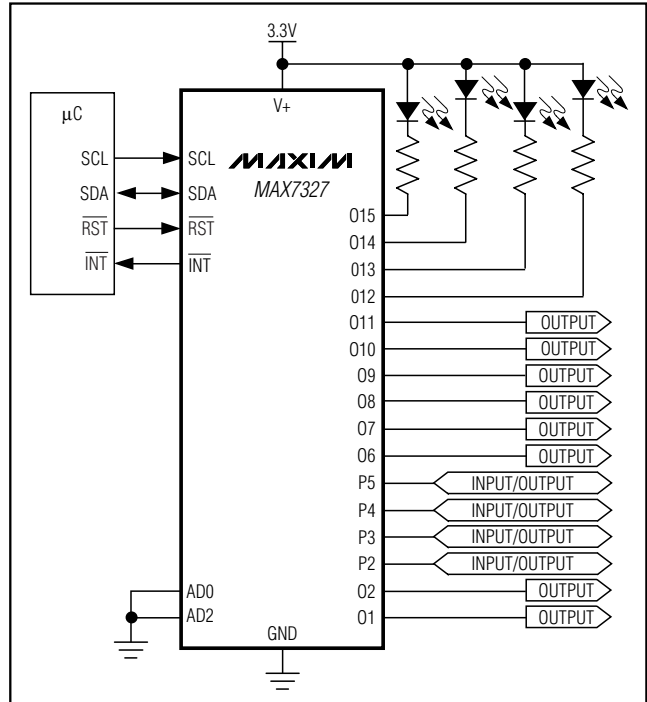 3.3V
μC
V+
SCL
SCL
MAXIM
SDA
SDA
MAX7327
RST
RST
O15
INT
INT
O14
O13
O12
O11
OUTPUT
O10
OUTPUT
O9
OUTPUT
O8
OUTPUT
O7
OUTPUT
O6
OUTPUT
P5
INPUT/OUTPUT
P4
INPUT/OUTPUT
P3
INPUT/OUTPUT
P2
INPUT/OUTPUT
AD0
O2
OUTPUT
AD2
O1
OUTPUT
GND